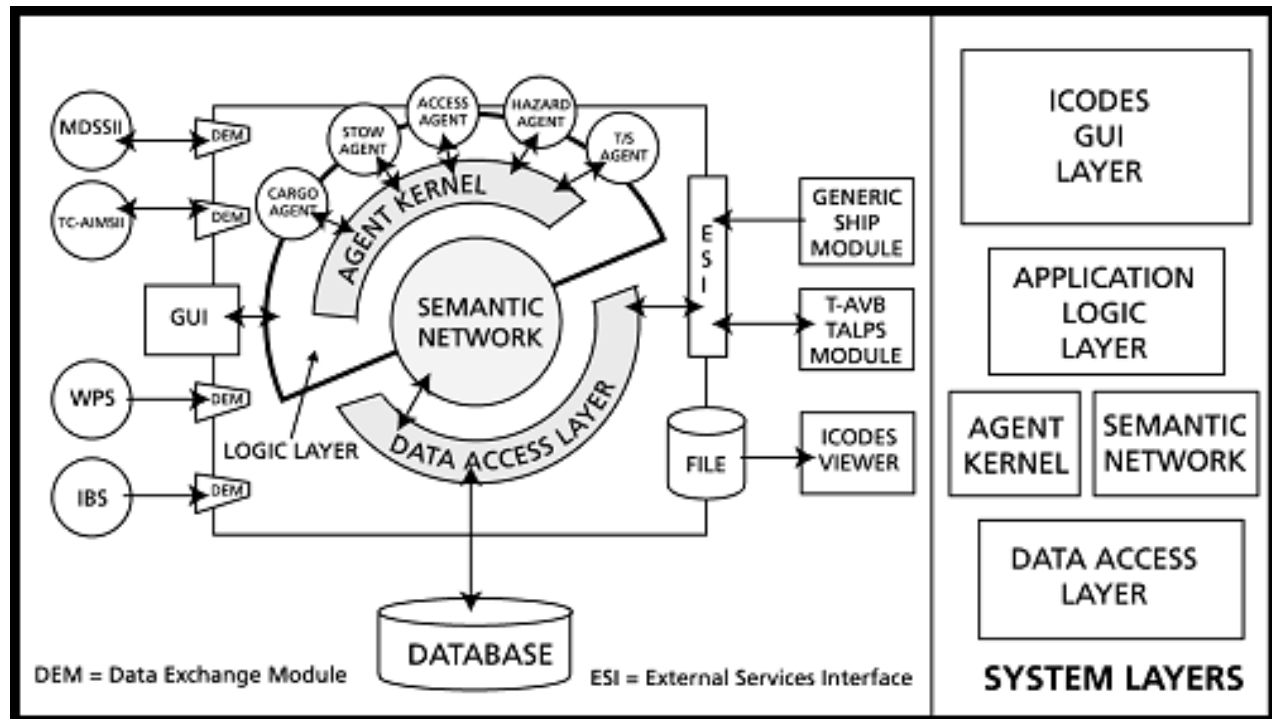 MDSSII
DEM
TC-AIMSII
DEM
GUI
WPS
DEM
IBS
DEM
CARGO
AGENT
STOW
AGENT
ACCESS
AGENT
HAZARD
AGENT
T/S
AGENT
AGENT KERNEL
SEMANTIC
NETWORK
LOGIC LAYER
DATA ACCESS LAYER
E
S
I
GENERIC
SHIP
MODULE
T-AVB
TALPS
MODULE
FILE
ICODES
VIEWER
DATABASE
DEM = Data Exchange Module
ESI = External Services Interface
ICODES
GUI
LAYER
APPLICATION
LOGIC
LAYER
AGENT
KERNEL
SEMANTIC
NETWORK
DATA ACCESS
LAYER
SYSTEM LAYERS